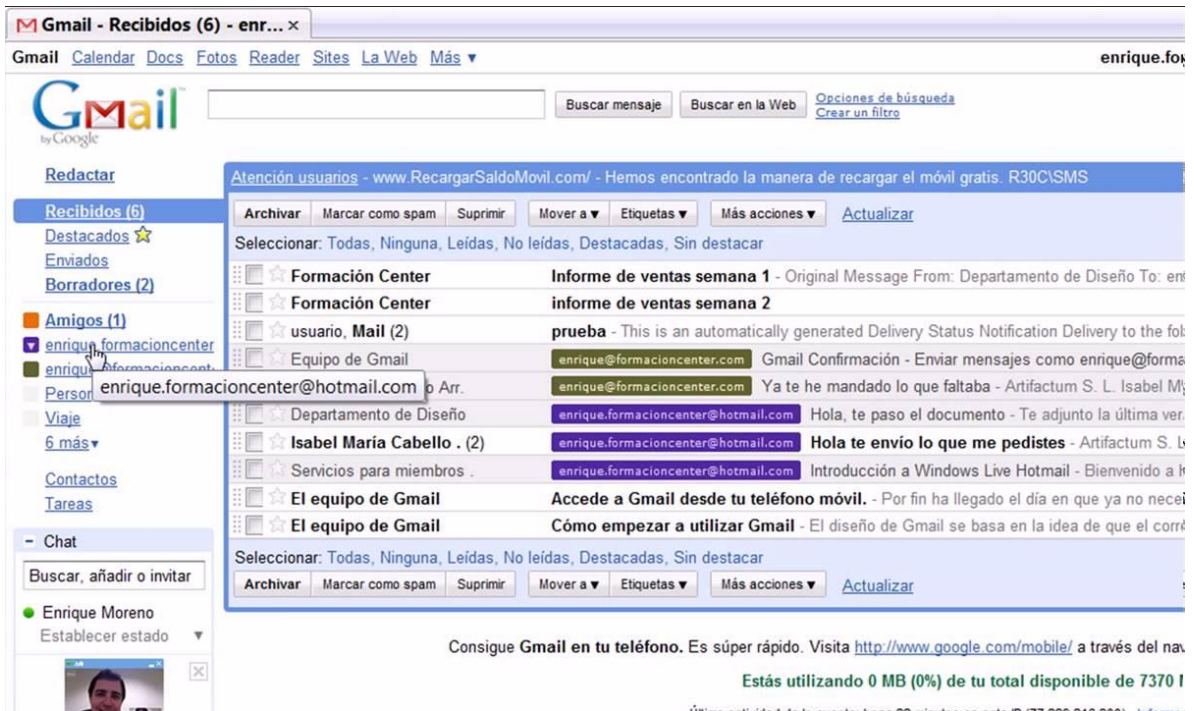 Gmail - Recibidos (6) - enr... ×
Gmail Calendar Docs Fotos Reader Sites La Web Más ▼ enrique.fo
Gmail by Google
Buscar mensaje Buscar en la Web Opciones de búsqueda
Crear un filtro
Redactar
Recibidos (6)
Destacados
Enviados
Borradores (2)
Amigos (1)
enrique.formacioncenter
enrique.formacioncenter@hotmail.com
Viaje
6 más▼
Contactos
Tareas
− Chat
Buscar, añadir o invitar
Enrique Moreno
Establecer estado ▼
Atención usuarios - www.RecargarSaldoMovil.com/ - Hemos encontrado la manera de recargar el móvil gratis. R30C\SMS
Archivar Marcar como spam Suprimir Mover a ▼ Etiquetas ▼ Más acciones ▼ Actualizar
Seleccionar: Todas, Ninguna, Leídas, No leídas, Destacadas, Sin destacar
Formación Center Informe de ventas semana 1 - Original Message From: Departamento de Diseño To:
Formación Center informe de ventas semana 2
usuario, Mail (2) prueba - This is an automatically generated Delivery Status Notification Delivery to the
Equipo de Gmail enrique@formacioncenter.com Gmail Confirmación - Enviar mensajes como enrique@forma
Arr. enrique@formacioncenter.com Ya te he mandado lo que faltaba - Artifactum S. L. Isabel
Departamento de Diseño enrique.formacioncenter@hotmail.com Hola, te paso el documento - Te adjunto la última ver.
Isabel María Cabello . (2) enrique.formacioncenter@hotmail.com Hola te envío lo que me pedistes - Artifactum S.
Servicios para miembros . enrique.formacioncenter@hotmail.com Introducción a Windows Live Hotmail - Bienvenido a
El equipo de Gmail Accede a Gmail desde tu teléfono móvil. - Por fin ha llegado el día en que ya no
El equipo de Gmail Cómo empezar a utilizar Gmail - El diseño de Gmail se basa en la idea de que el
Seleccionar: Todas, Ninguna, Leídas, No leídas, Destacadas, Sin destacar
Archivar Marcar como spam Suprimir Mover a ▼ Etiquetas ▼ Más acciones ▼ Actualizar
Consigue Gmail en tu teléfono. Es súper rápido. Visita http://www.google.com/mobile/ a través del
Estás utilizando 0 MB (0%) de tu total disponible de 7370